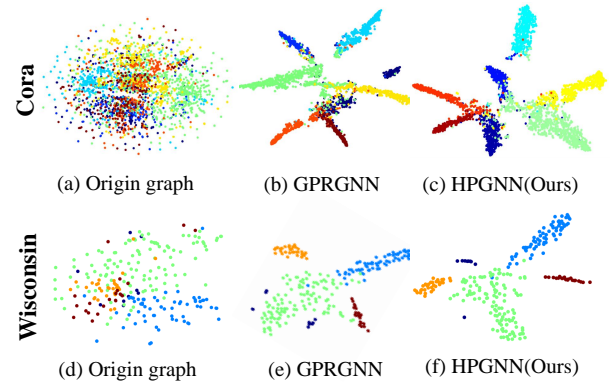 Cora
(a) Origin graph
(b) GPRGNN
(c) HPGNN(Ours)
Wisconsin
(d) Origin graph
(e) GPRGNN
(f) HPGNN(Ours)